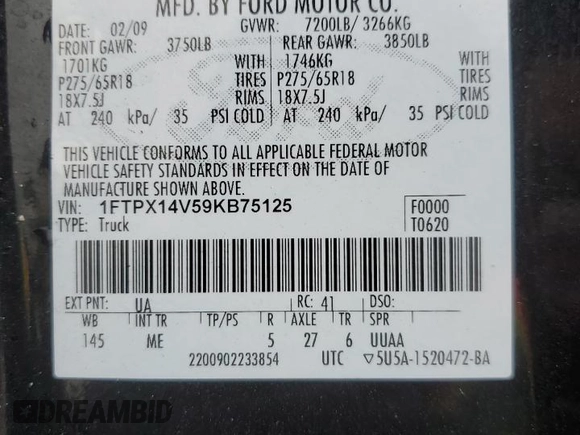 MFD. BY FORD MOTOR CO.
DATE: 02/09 GVWR: 7200LB/ 3266KG
FRONT GAWR: 3750LB REAR GAWR: 3850LB
1701KG WITH 1746KG WITH
P275/65R18 TIRES P275/65R18 TIRES
18X7.5J RIMS 18X7.5J RIMS
AT 240 kPa/ 35 PSI COLD AT 240 kPa/ 35 PSI COLD
THIS VEHICLE CONFORMS TO ALL APPLICABLE FEDERAL MOTOR
VEHICLE SAFETY STANDARDS IN EFFECT ON THE DATE OF
MANUFACTURE SHOWN ABOVE.
VIN: 1FTPX14V59KB75125 F0000
TYPE: Truck T0620
EXT PNT: UA RC: 41 DSO:
WB INT TR TP/PS R AXLE TR SPR
145 ME 5 27 6 UUAA
2200902233854 UTC ▽5U5A-1520472-BA
DREAMBID